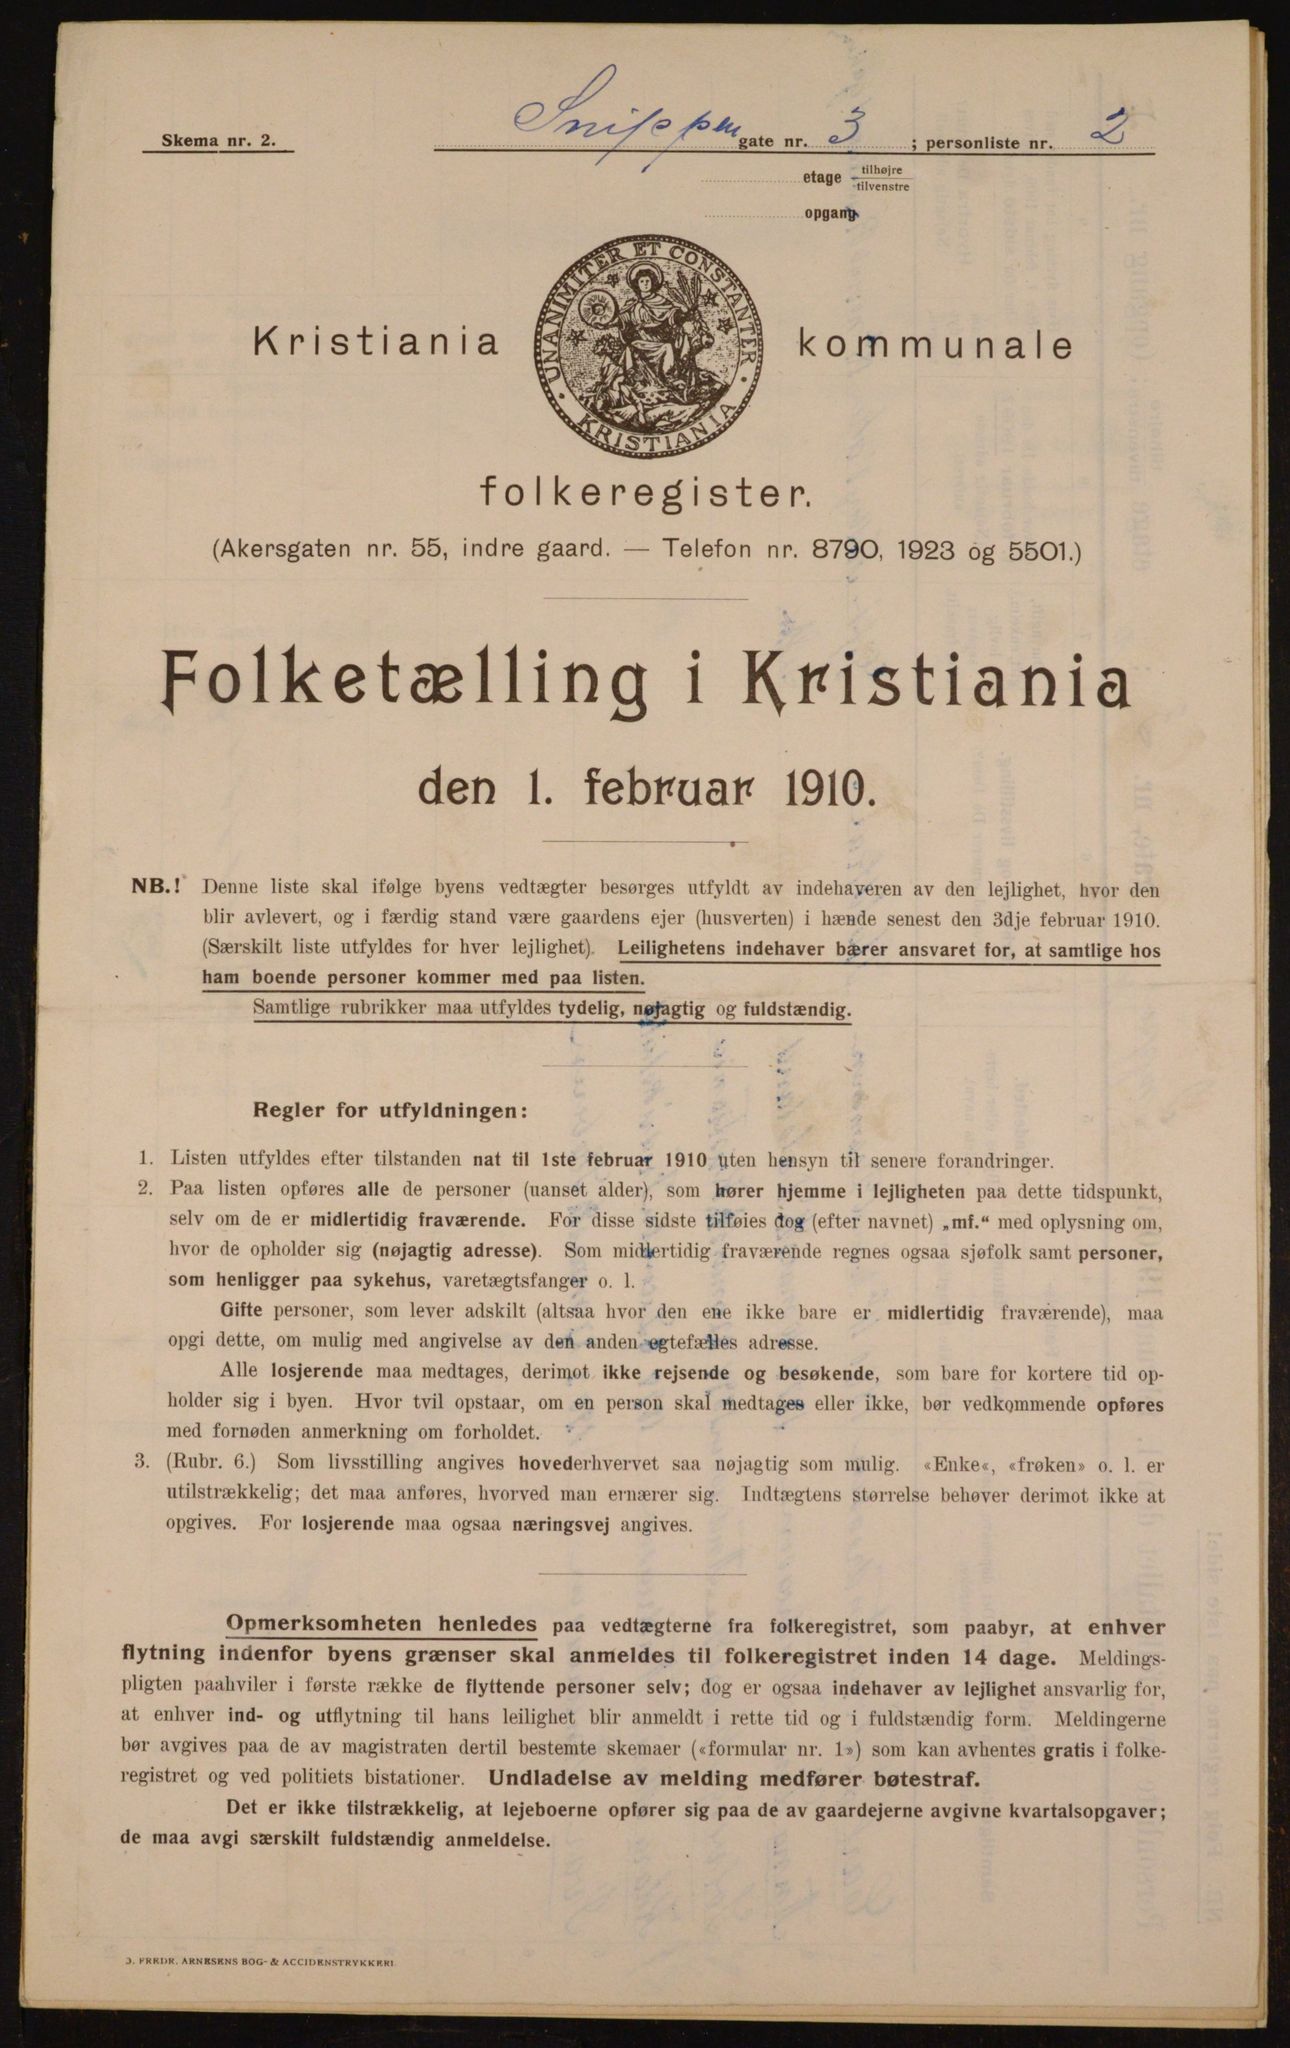 Skema nr. 2.
Snippen gate nr. 3 ; personliste nr. 2
etage tilhøjre
tilvenstre
opgang
UNANIMITER ET CONSTANTER
KRISTIANIA
Kristiania kommunale
folkeregister.
(Akersgaten nr. 55, indre gaard. — Telefon nr. 8790, 1923 og 5501.)
Folketælling i Kristiania
den 1. februar 1910.
NB.! Denne liste skal ifølge byens vedtægter besørges utfyldt av indehaveren av den lejlighet, hvor den
blir avlevert, og i færdig stand være gaardens ejer (husverten) i hænde senest den 3dje februar 1910.
(Særskilt liste utfyldes for hver lejlighet). Leilighetens indehaver bærer ansvaret for, at samtlige hos
ham boende personer kommer med paa listen.
Samtlige rubrikker maa utfyldes tydelig, nøjagtig og fuldstændig.
Regler for utfyldningen:
1. Listen utfyldes efter tilstanden nat til 1ste februar 1910 uten hensyn til senere forandringer.
2. Paa listen opføres alle de personer (uanset alder), som hører hjemme i lejligheten paa dette tidspunkt,
selv om de er midlertidig fraværende. For disse sidste tilføies dog (efter navnet) „mf.“ med oplysning om,
hvor de opholder sig (nøjagtig adresse). Som midlertidig fraværende regnes ogsaa sjøfolk samt personer,
som henligger paa sykehus, varetægtsfanger o. l.
Gifte personer, som lever adskilt (altsaa hvor den ene ikke bare er midlertidig fraværende), maa
opgi dette, om mulig med angivelse av den anden egtefælles adresse.
Alle losjerende maa medtages, derimot ikke rejsende og besøkende, som bare for kortere tid op-
holder sig i byen. Hvor tvil opstaar, om en person skal medtages eller ikke, bør vedkommende opføres
med fornøden anmerkning om forholdet.
3. (Rubr. 6.) Som livsstilling angives hovederhvervet saa nøjagtig som mulig. «Enke«, «frøken» o. l. er
utilstrækkelig; det maa anføres, hvorved man ernærer sig. Indtægtens størrelse behøver derimot ikke at
opgives. For losjerende maa ogsaa næringsvej angives.
Opmerksomheten henledes paa vedtægterne fra folkeregistret, som paabyr, at enhver
flytning indenfor byens grænser skal anmeldes til folkeregistret inden 14 dage. Meldings-
pligten paahviler i første række de flyttende personer selv; dog er ogsaa indehaver av lejlighet ansvarlig for,
at enhver ind- og utflytning til hans leilighet blir anmeldt i rette tid og i fuldstændig form. Meldingerne
bør avgives paa de av magistraten dertil bestemte skemaer («formular nr. 1») som kan avhentes gratis i folke-
registret og ved politiets bistationer. Undladelse av melding medfører bøtestraf.
Det er ikke tilstrækkelig, at lejeboerne opfører sig paa de av gaardejerne avgivne kvartalsopgaver;
de maa avgi særskilt fuldstændig anmeldelse.
J. FREDR. ARNESENS BOG- & ACCIDENSTRYKKERI